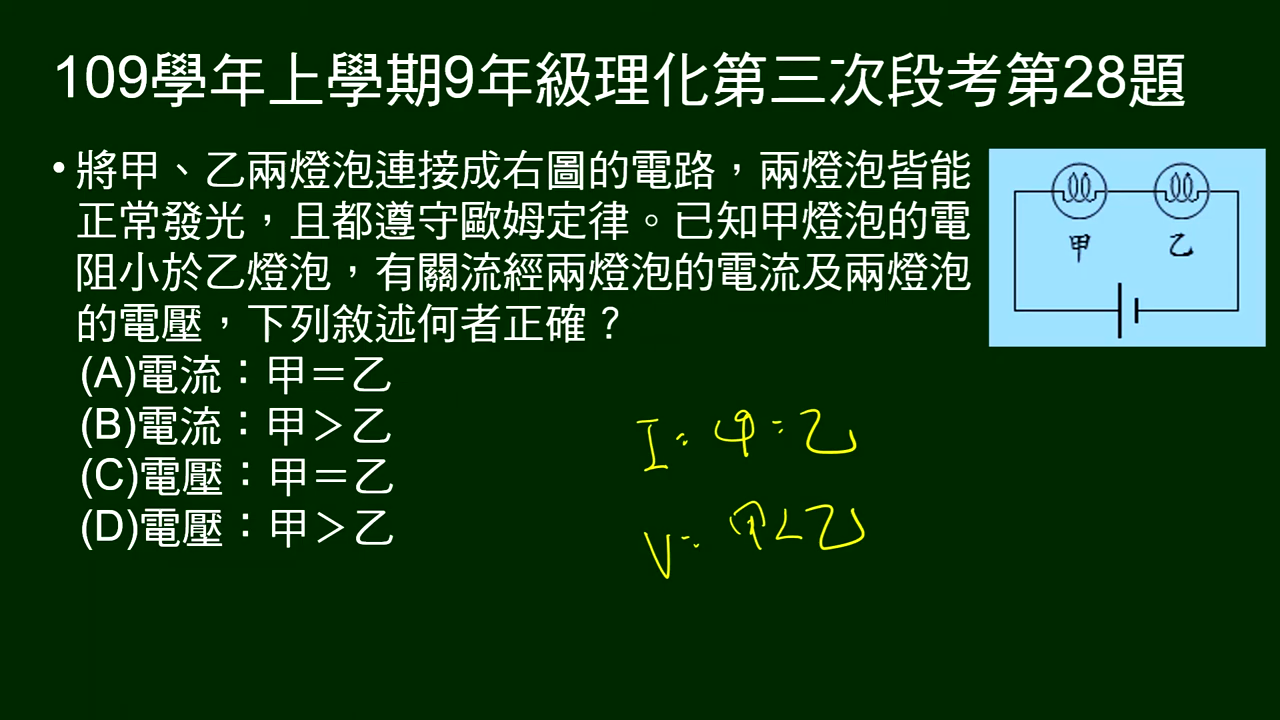 109學年上學期9年級理化第三次段考第28題
•將甲、乙兩燈泡連接成右圖的電路，兩燈泡皆能
正常發光，且都遵守歐姆定律。已知甲燈泡的電
阻小於乙燈泡，有關流經兩燈泡的電流及兩燈泡
的電壓，下列敘述何者正確？
(A)電流：甲＝乙
(B)電流：甲＞乙
(C)電壓：甲＝乙
(D)電壓：甲＞乙
甲 乙
I：甲=乙
V：甲<乙